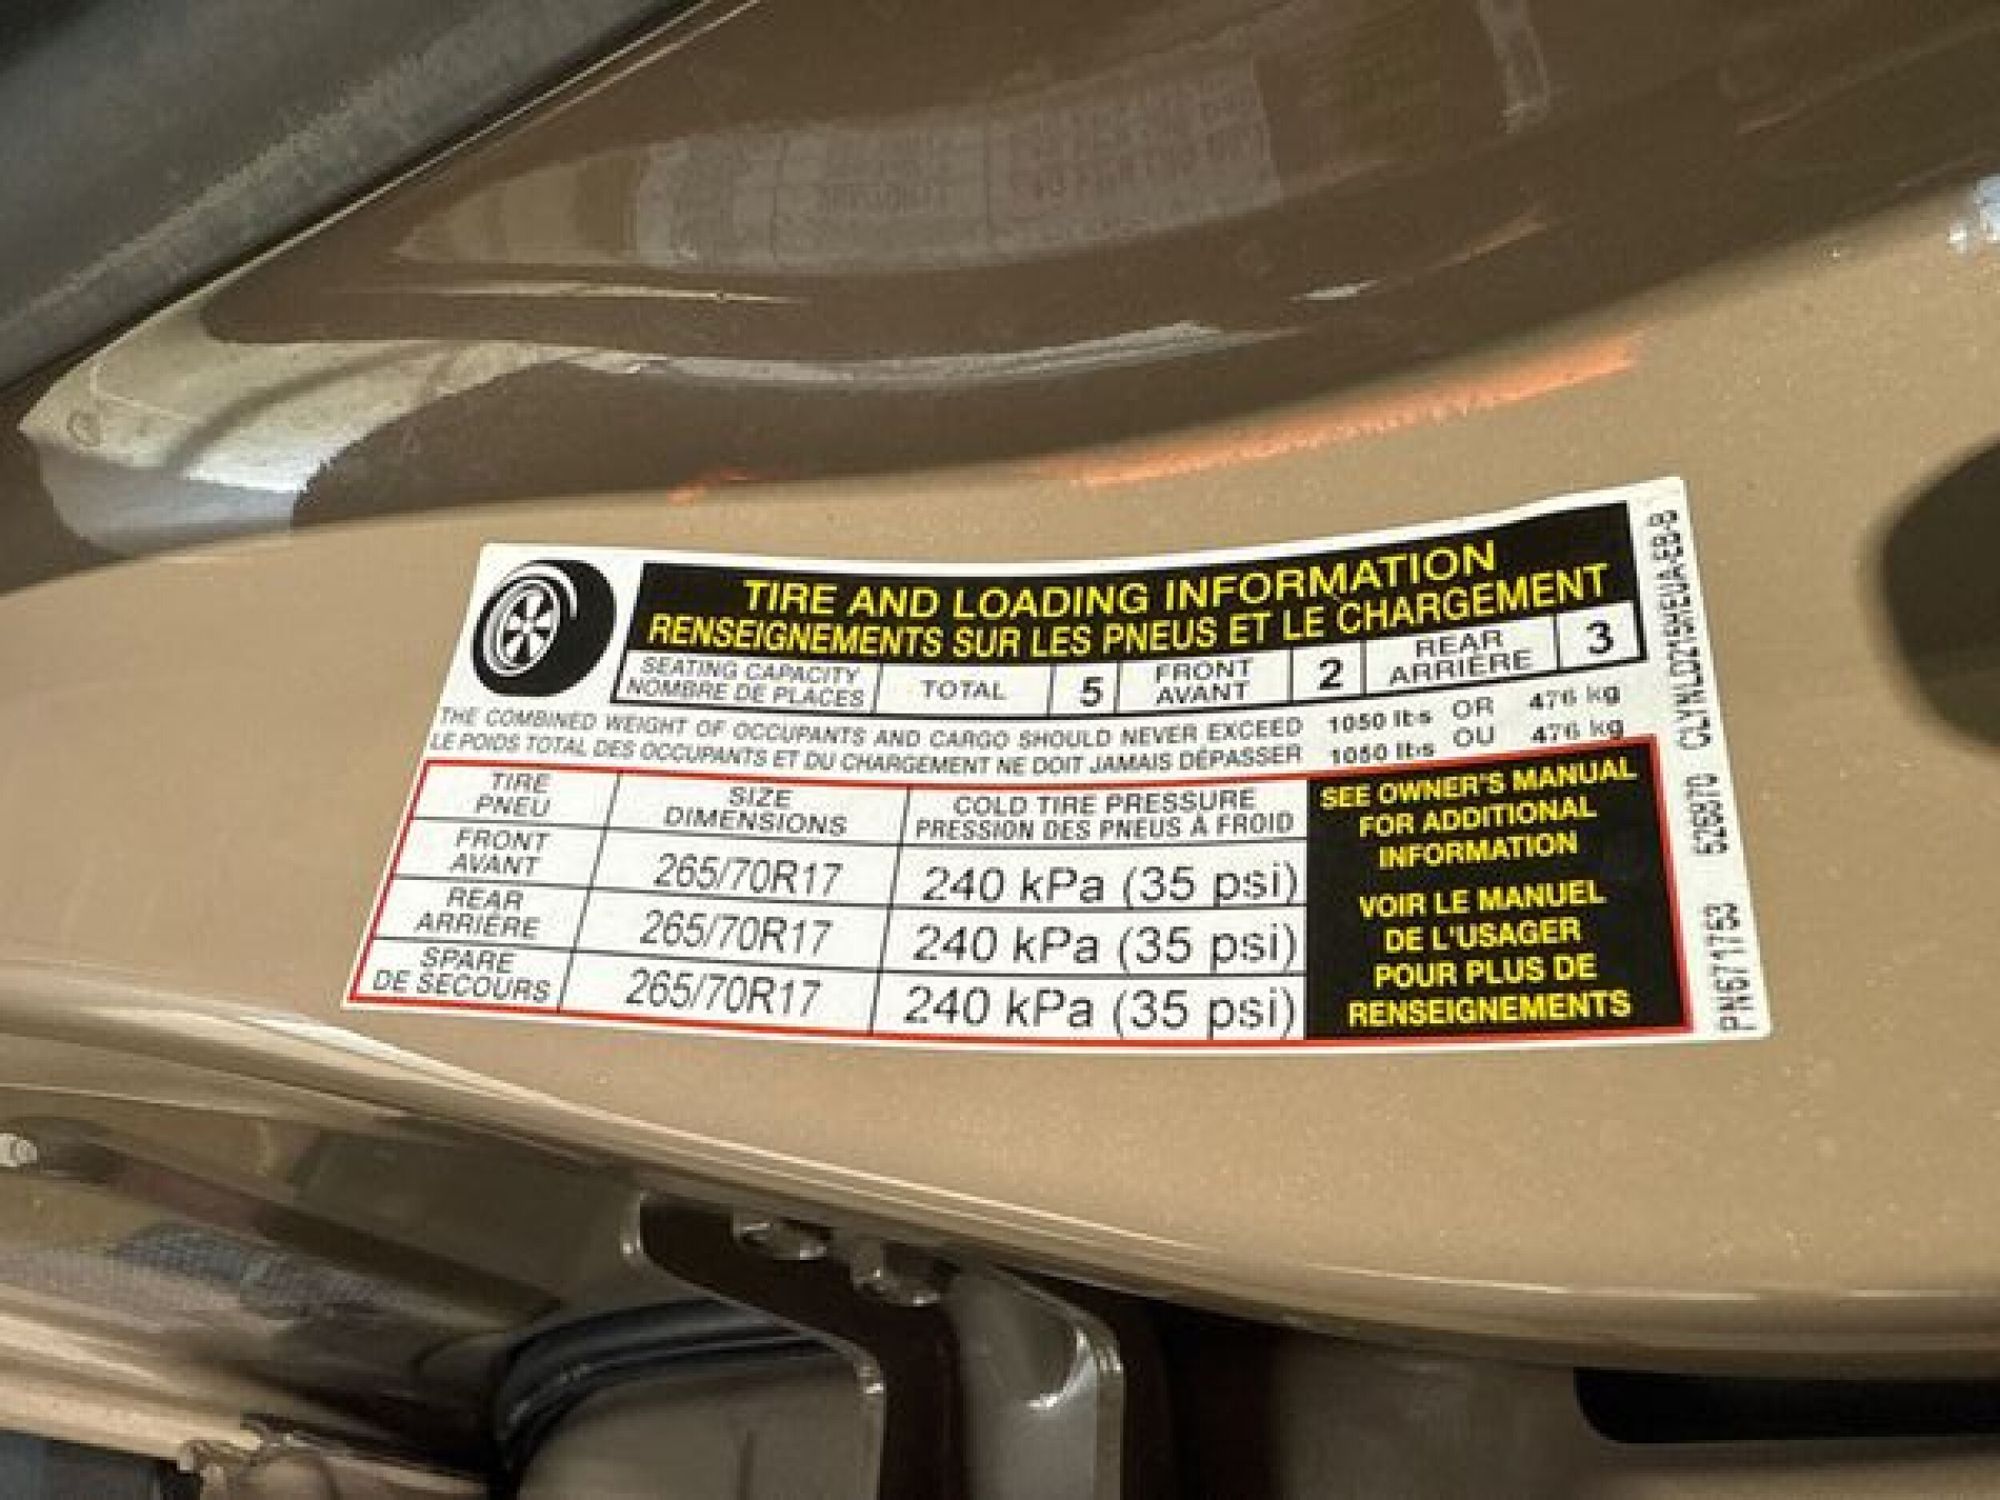 TIRE AND LOADING INFORMATION
RENSEIGNEMENTS SUR LES PNEUS ET LE CHARGEMENT
SEATING CAPACITY
NOMBRE DE PLACES
TOTAL
5
FRONT
AVANT
2
REAR
ARRIÈRE
3
THE COMBINED WEIGHT OF OCCUPANTS AND CARGO SHOULD NEVER EXCEED 1050 lbs OR 476 kg
LE POIDS TOTAL DES OCCUPANTS ET DU CHARGEMENT NE DOIT JAMAIS DÉPASSER 1050 lbs OU 476 kg
TIRE
PNEU
SIZE
DIMENSIONS
COLD TIRE PRESSURE
PRESSION DES PNEUS À FROID
FRONT
AVANT
265/70R17
240 kPa (35 psi)
REAR
ARRIÈRE
265/70R17
240 kPa (35 psi)
SPARE
DE SECOURS
265/70R17
240 kPa (35 psi)
SEE OWNER'S MANUAL
FOR ADDITIONAL
INFORMATION
VOIR LE MANUEL
DE L'USAGER
POUR PLUS DE
RENSEIGNEMENTS